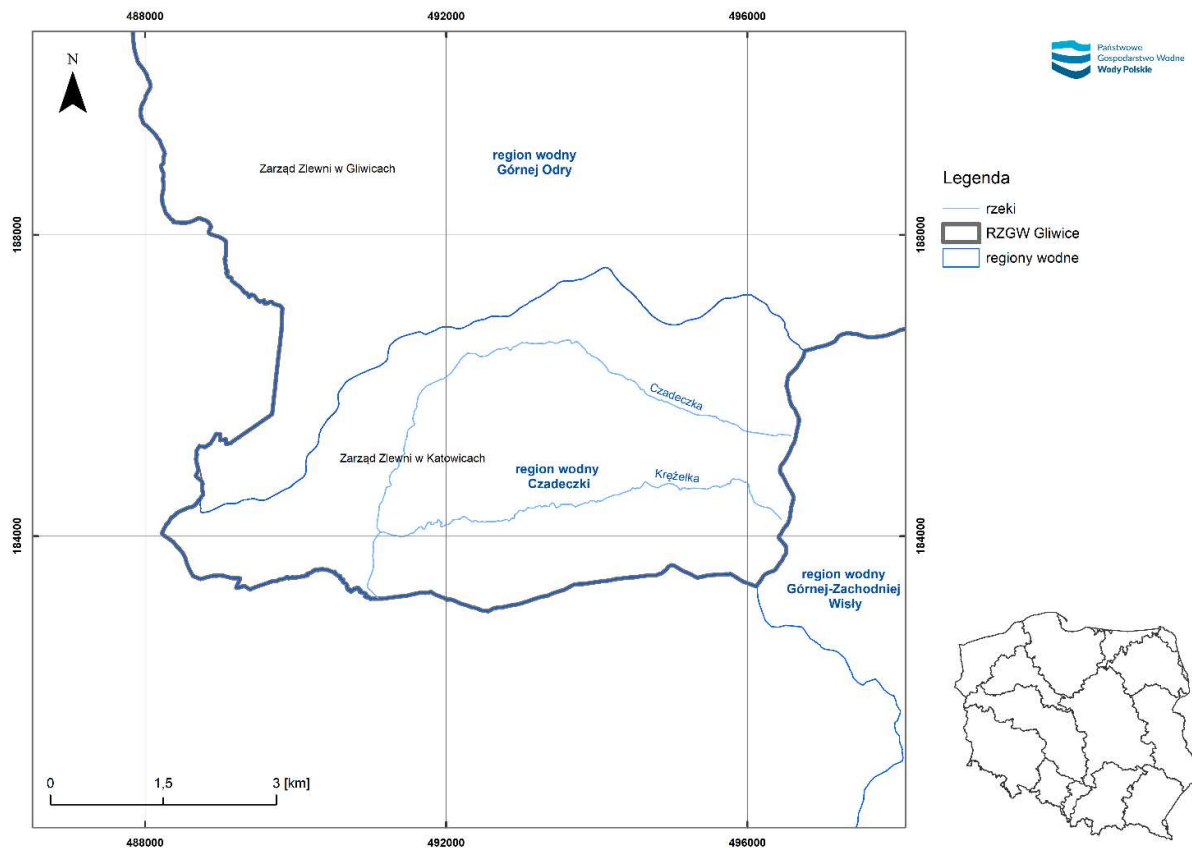 488000
492000
496000
Państwowe
Gospodarstwo Wodne
Wody Polskie
N
Zarząd Zlewni w Gliwicach
region wodny
Górnej Odry
Legenda
rzeki
RZGW Gliwice
regiony wodne
188000
188000
Czadeczka
Zarząd Zlewni w Katowicach
region wodny
Czadeczki
Krężelka
184000
184000
region wodny
Górnej-Zachodniej
Wisły
0
1,5
3 [km]
488000
492000
496000